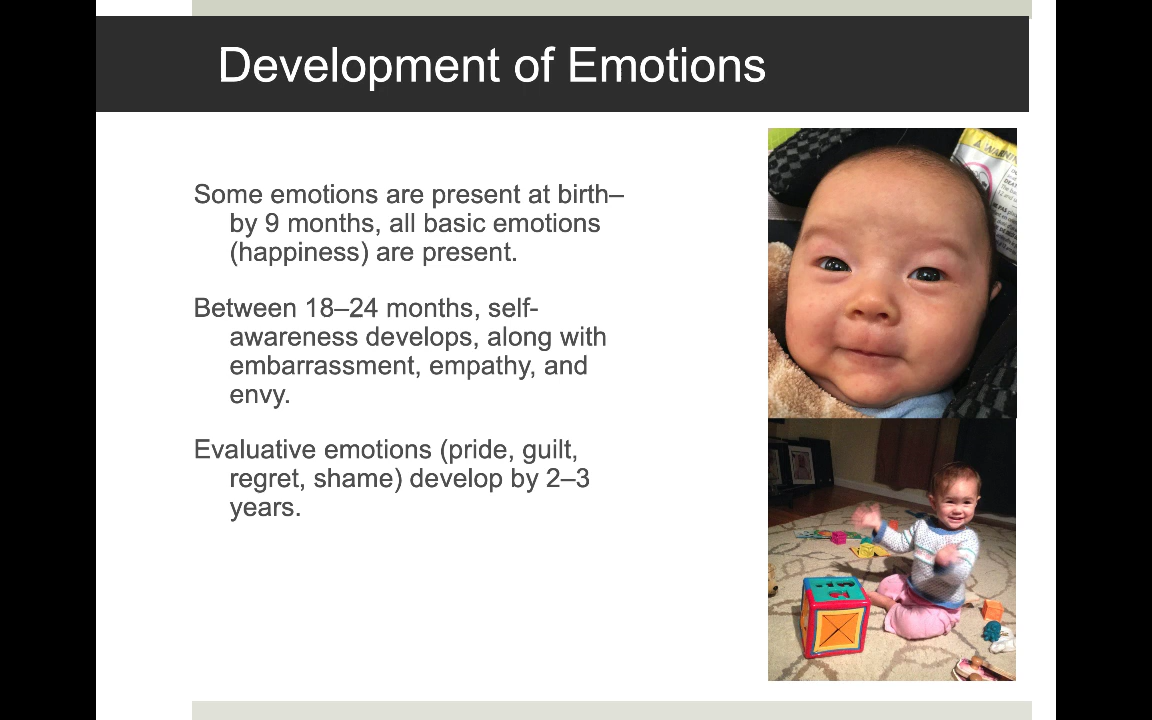 Development of Emotions
Some emotions are present at birth–
by 9 months, all basic emotions
(happiness) are present.
Between 18–24 months, self-
awareness develops, along with
embarrassment, empathy, and
envy.
Evaluative emotions (pride, guilt,
regret, shame) develop by 2–3
years.
WARNIN